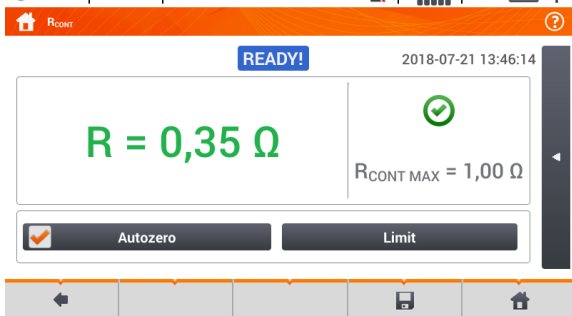 RCONT
READY!
2018-07-21 13:46:14
R = 0,35 Ω
RCONT MAX = 1,00 Ω
Autozero
Limit